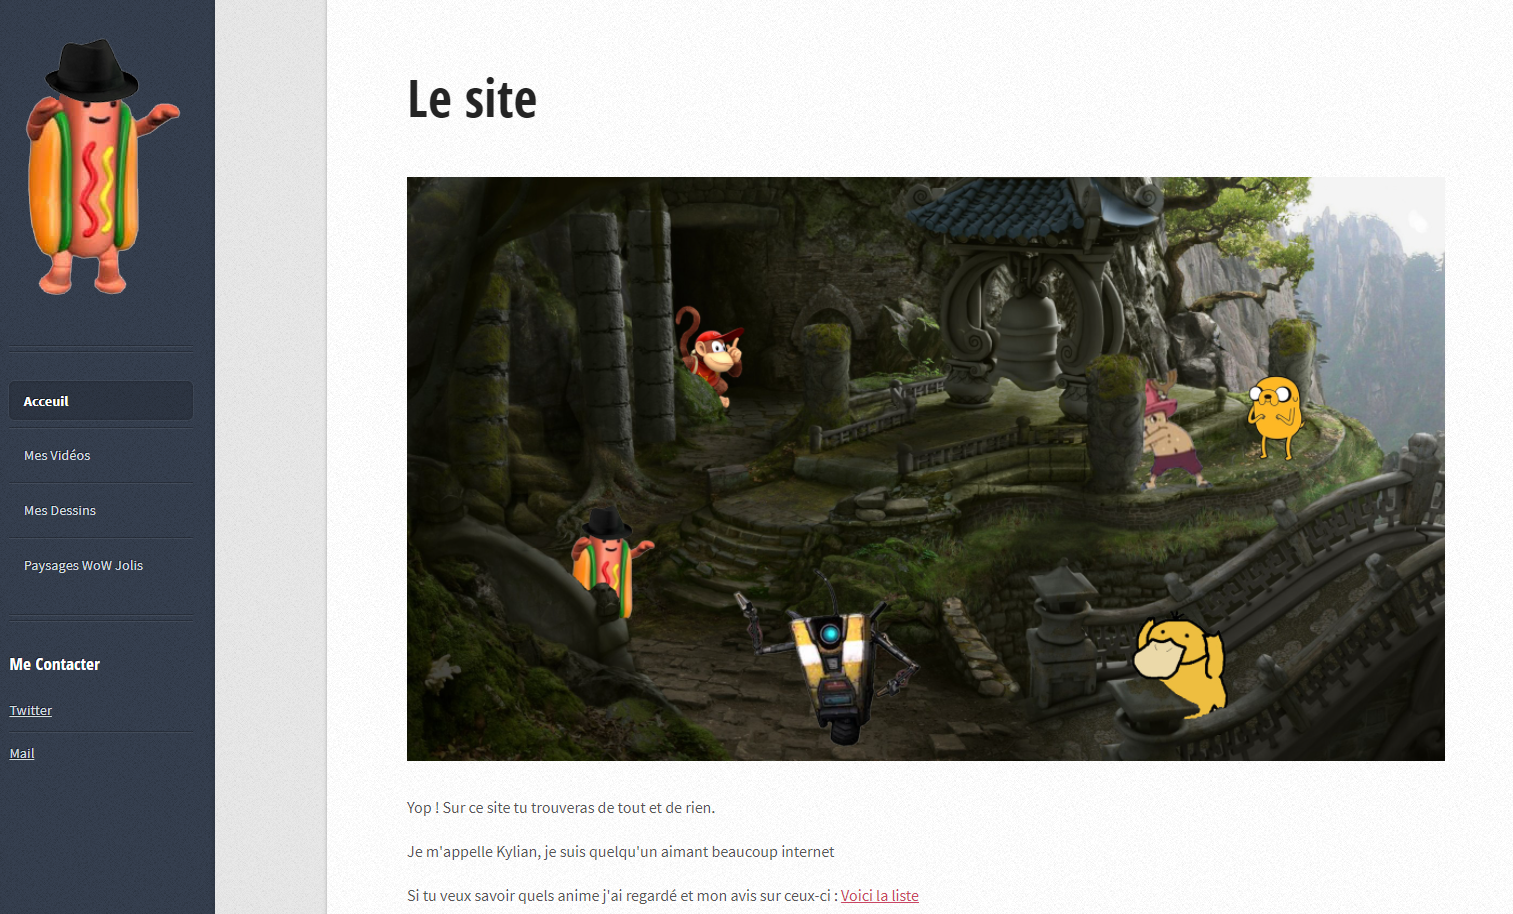 Acceuil
Mes Vidéos
Mes Dessins
Paysages WoW Jolis
Me Contacter
Twitter
Mail
Le site
Yop ! Sur ce site tu trouveras de tout et de rien.
Je m'appelle Kylian, je suis quelqu'un aimant beaucoup internet
Si tu veux savoir quels anime j'ai regardé et mon avis sur ceux-ci : Voici la liste